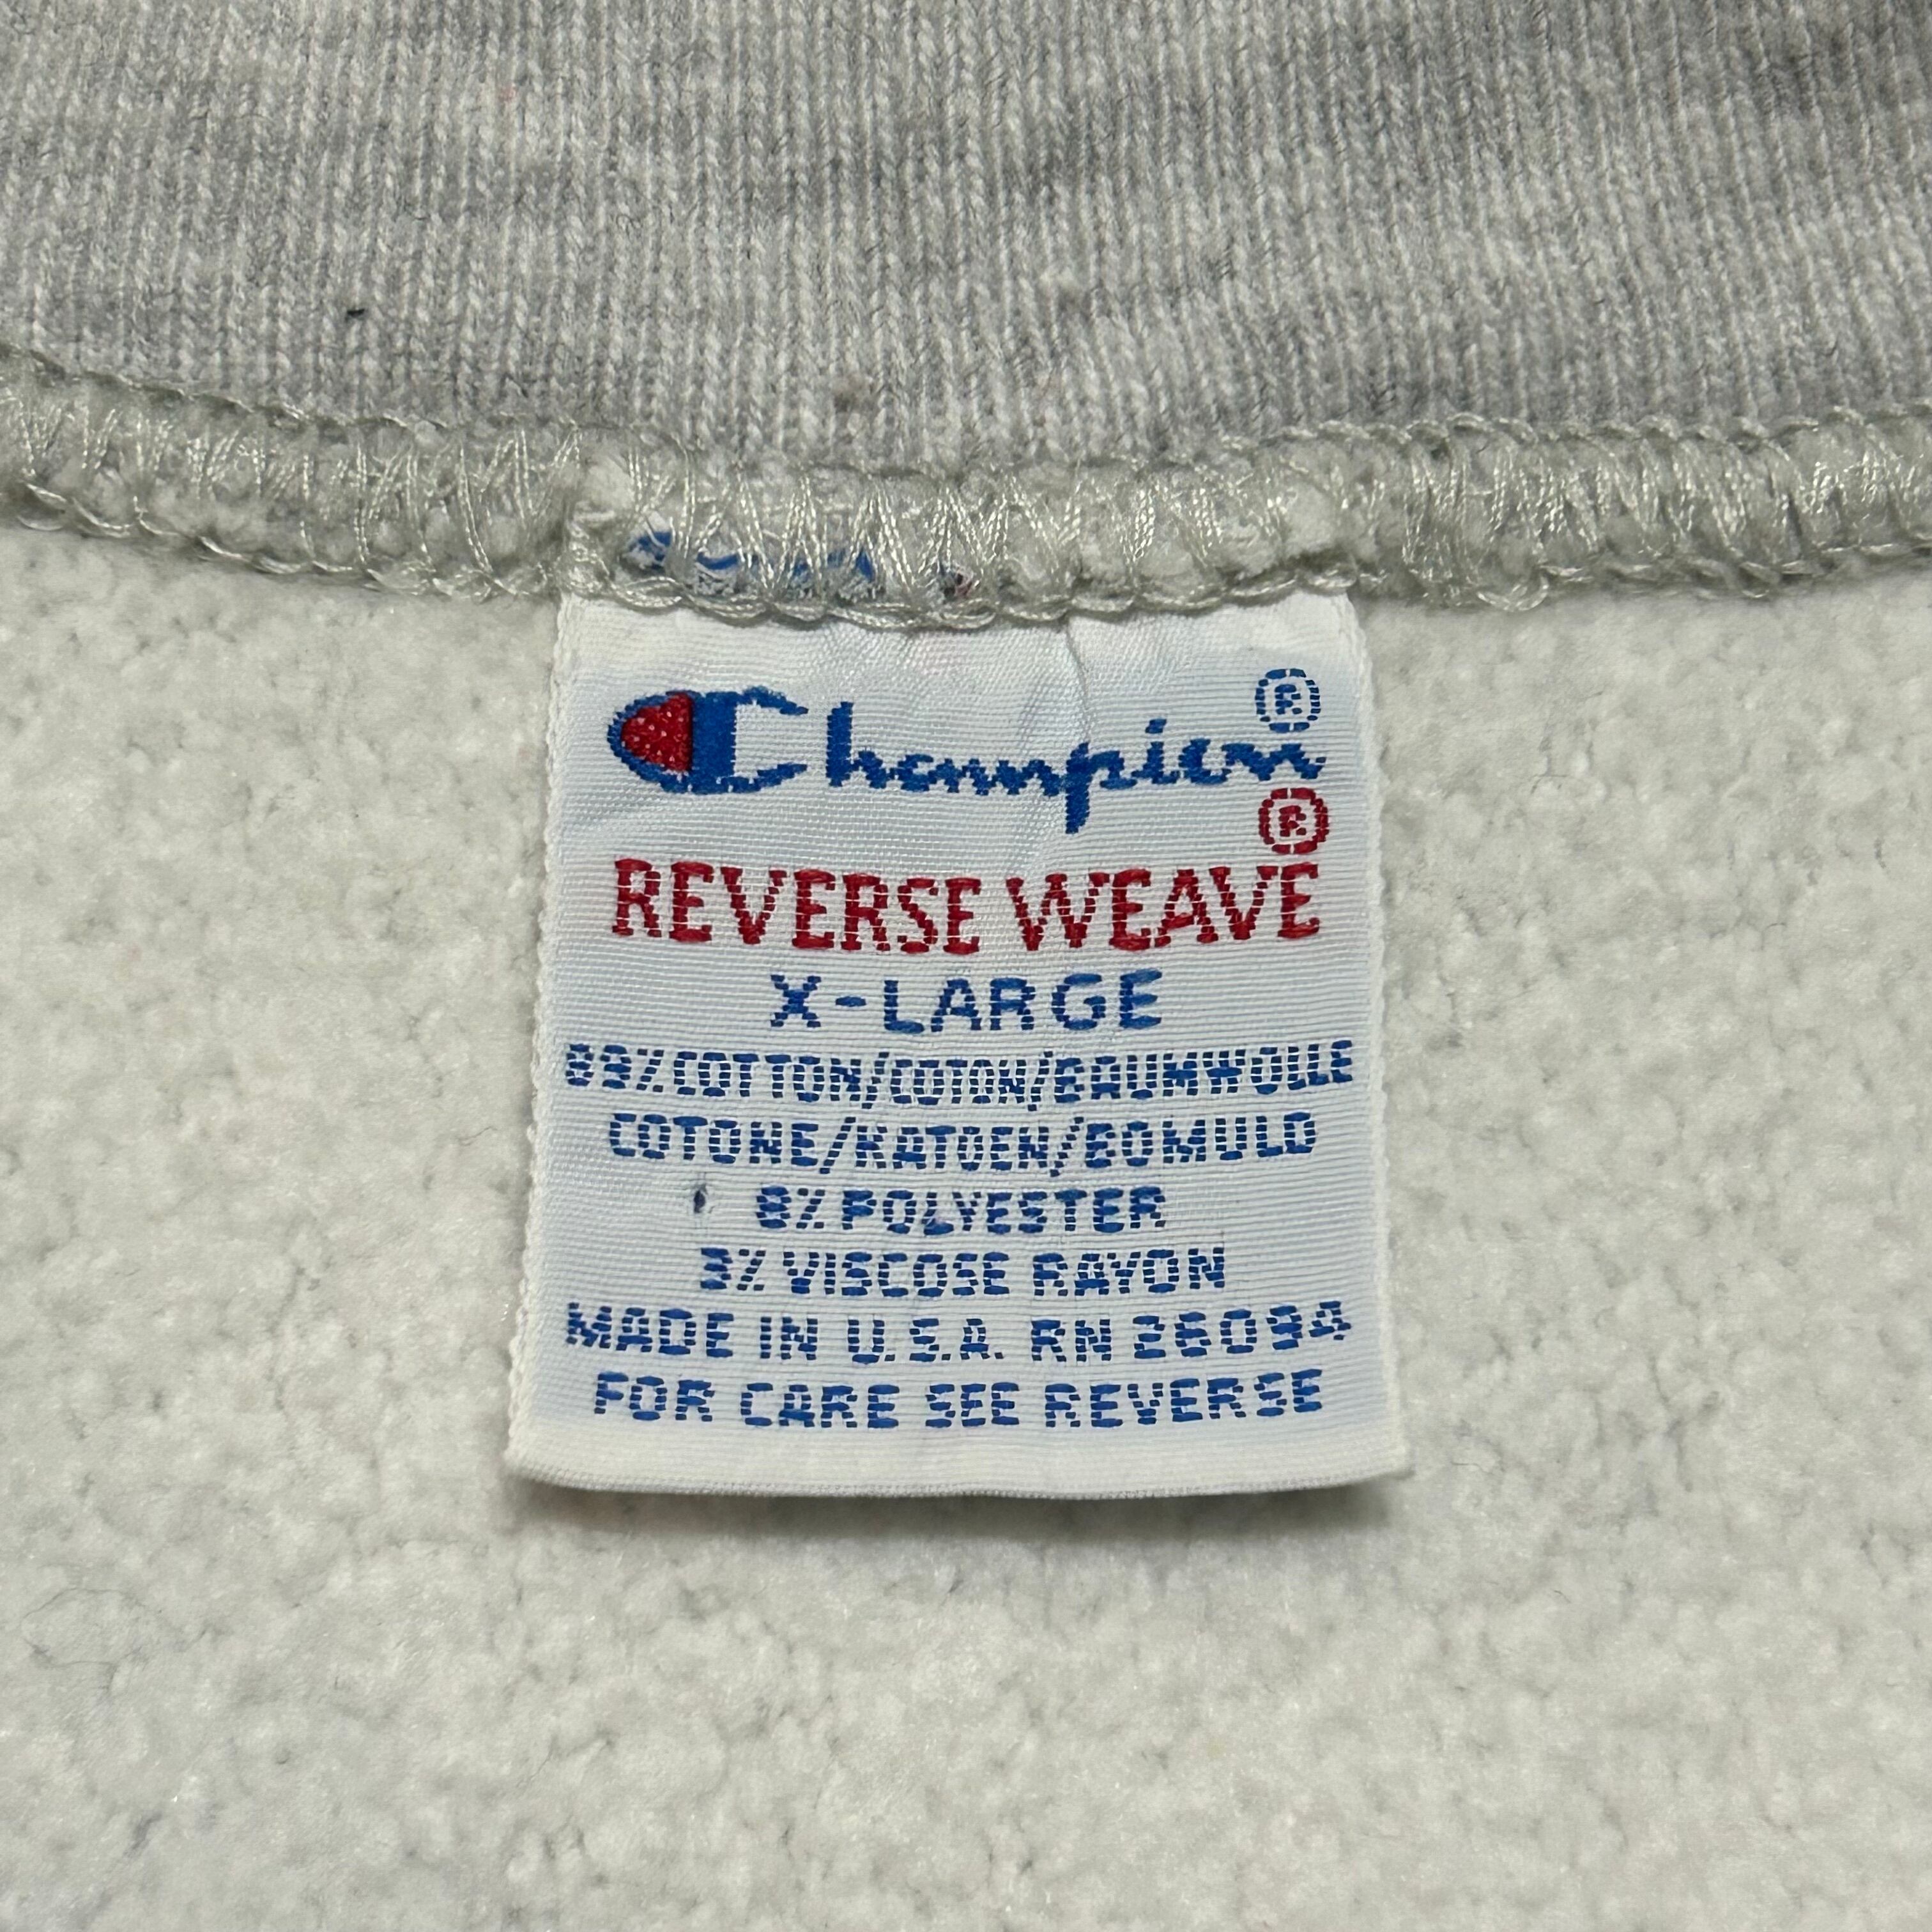 Champion®
®
REVERSE WEAVE
X-LARGE
89% COTTON/COTON/BAUMWOLLE
COTONE/KATOEN/BOMULD
8% POLYESTER
3% VISCOSE RAYON
MADE IN U.S.A. RN 26094
FOR CARE SEE REVERSE